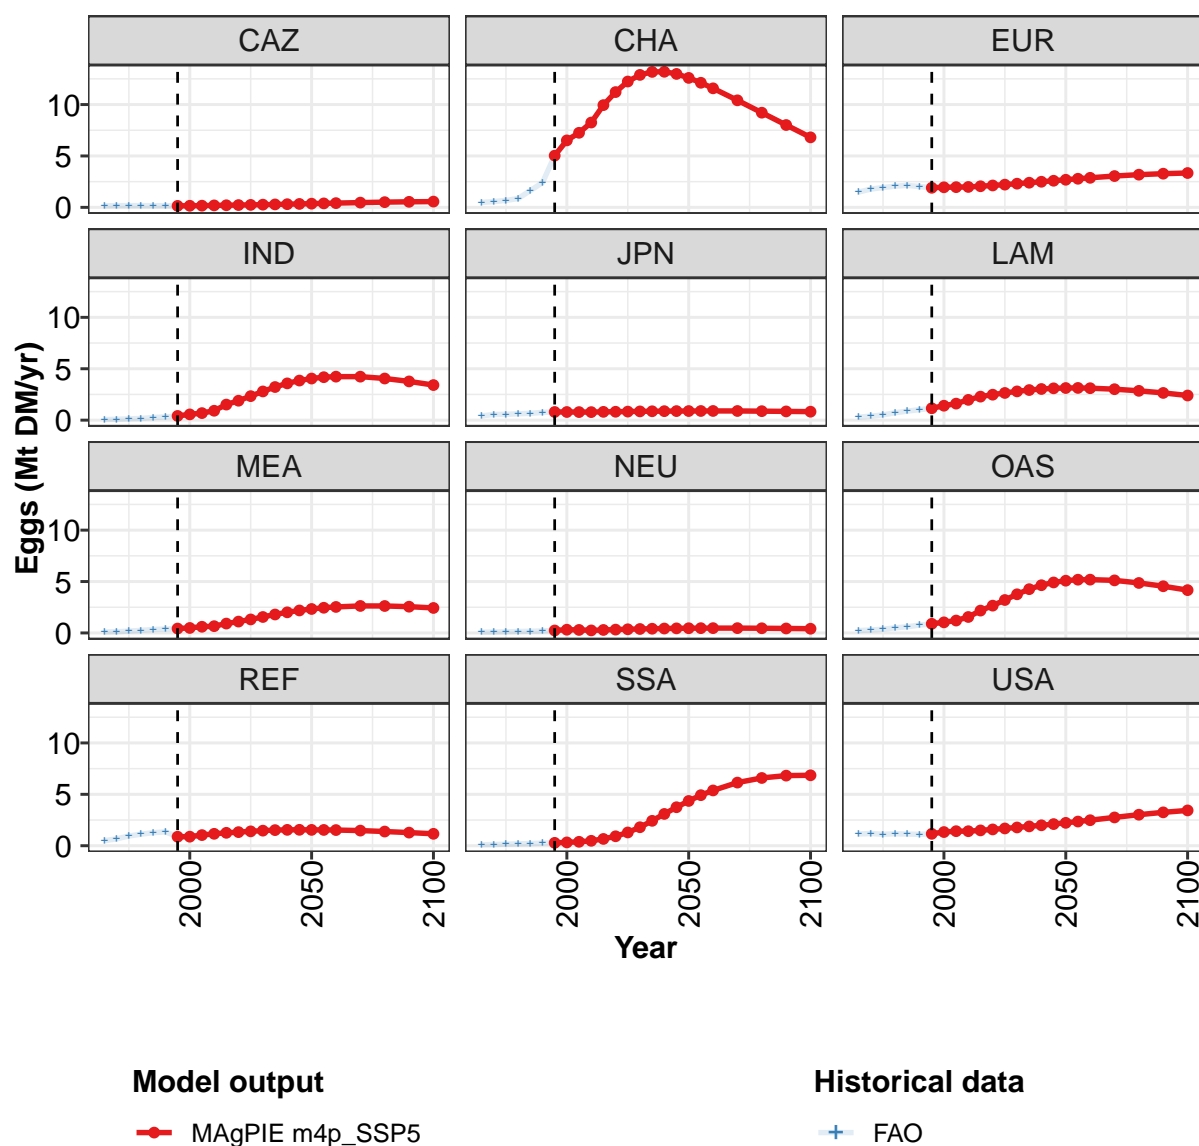 CAZ CHA EUR
10
5
0
IND JPN LAM
10
5
0
MEA NEU OAS
10
5
0
REF SSA USA
10
5
0
Eggs (Mt DM/yr)
2000 2050 2100 2000 2050 2100 2000 2050 2100
Year
Model output Historical data
MAgPIE m4p_SSP5 FAO